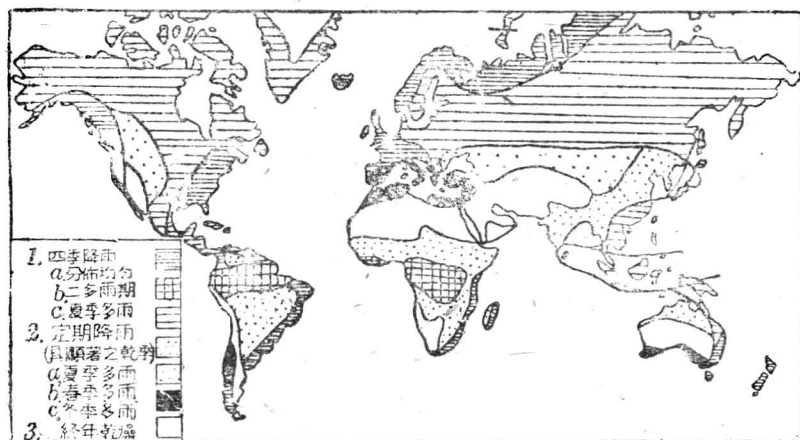 1. 四季降雨
a. 分佈均勻
b. 二多雨期
c. 夏季多雨
2. 定期降雨
(具顯著之乾季)
a. 夏季多雨
b. 春季多雨
c. 冬季多雨
3. 終年乾燥